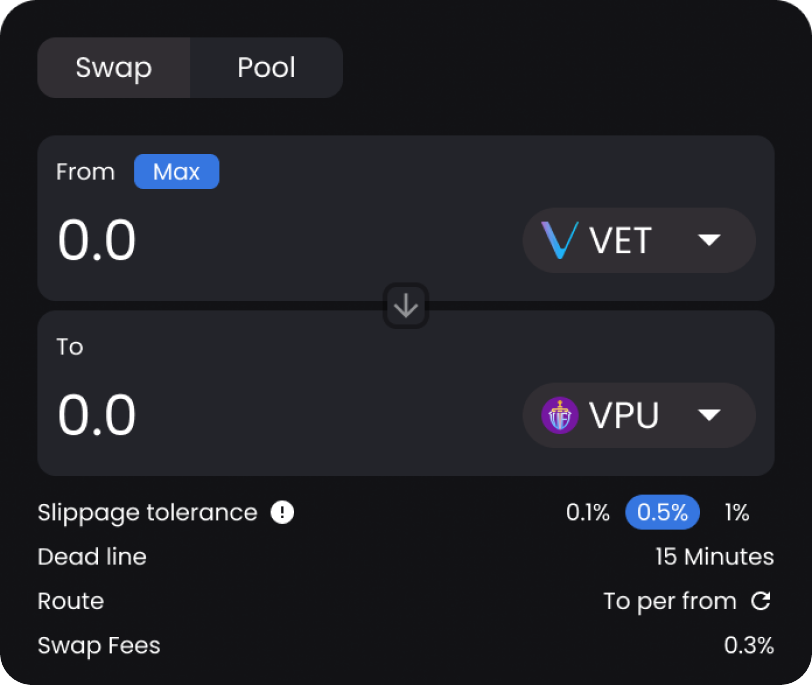 Swap Pool
From Max
0.0 VET
To
0.0 VPU
Slippage tolerance ! 0.1% 0.5% 1%
Dead line 15 Minutes
Route To per from
Swap Fees 0.3%